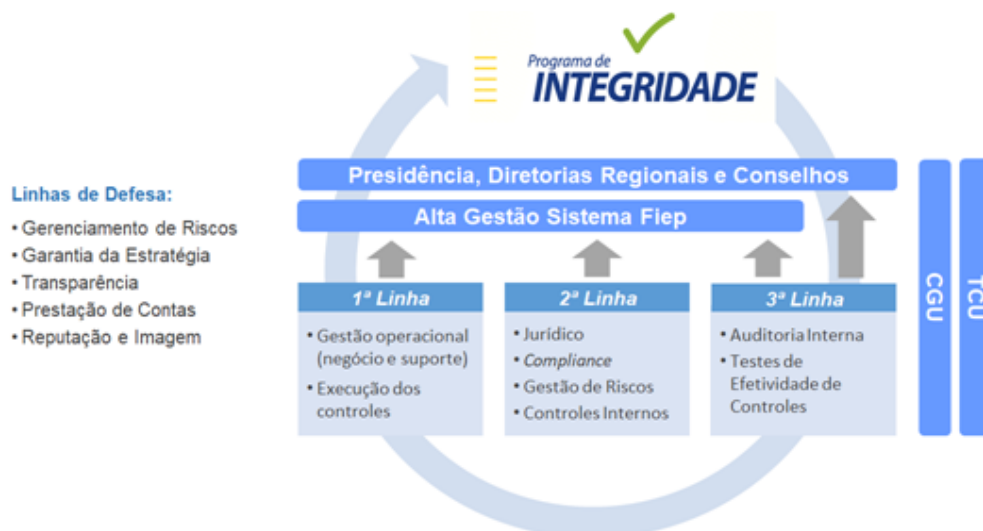 Programa de
INTEGRIDADE
Presidência, Diretorias Regionais e Conselhos
Alta Gestão Sistema Fiep
Linhas de Defesa:
• Gerenciamento de Riscos
• Garantia da Estratégia
• Transparência
• Prestação de Contas
• Reputação e Imagem
1ª Linha
• Gestão operacional
(negócio e suporte)
• Execução dos
controles
2ª Linha
• Jurídico
• Compliance
• Gestão de Riscos
• Controles Internos
3ª Linha
• Auditoria Interna
• Testes de
Efetividade de
Controles
CGU
TCU